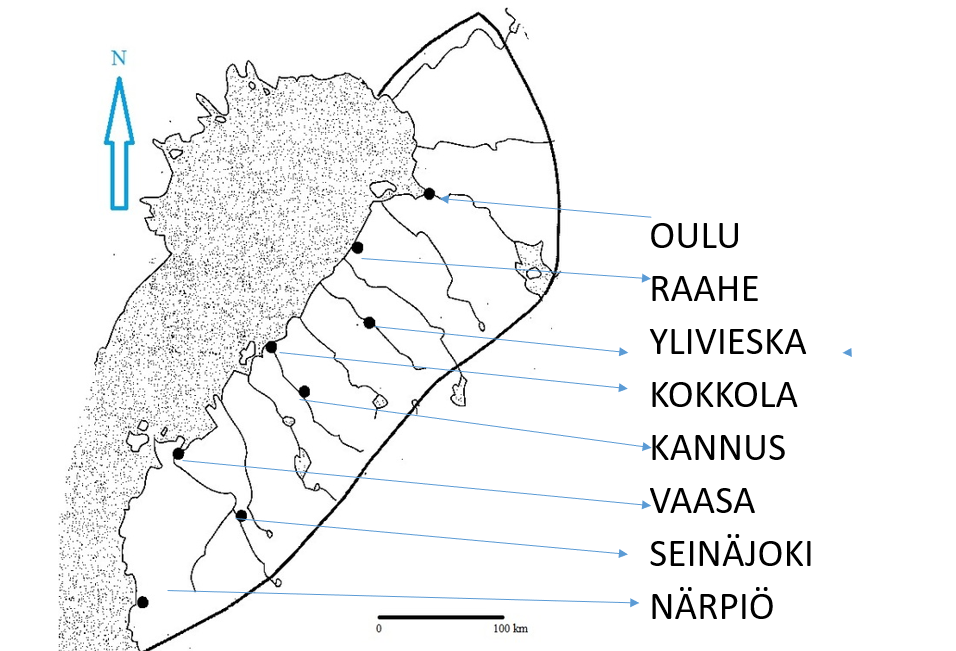 N
OULU
RAAHE
YLIVIESKA
KOKKOLA
KANNUS
VAASA
SEINÄJOKI
NÄRPIÖ
0 100 km